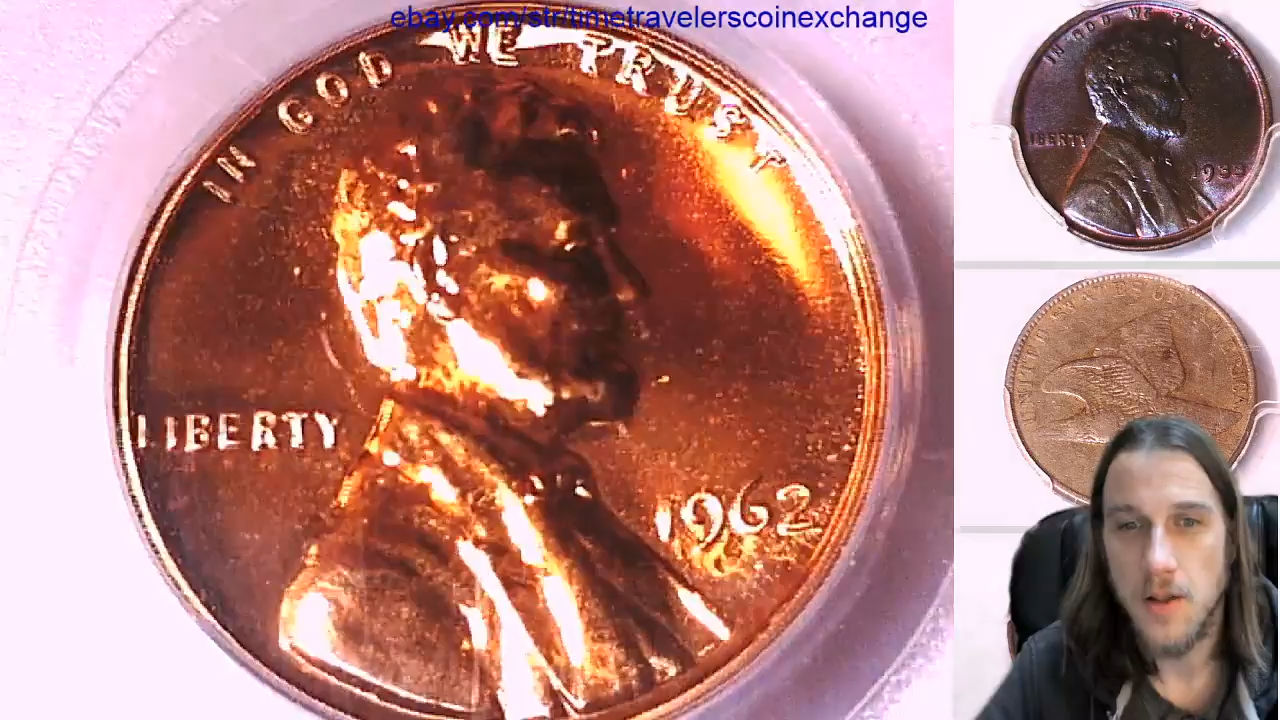 ebay.com/str/timetravelerscoinexchange
IN GOD WE TRUST
LIBERTY
1962
IN GOD WE TRUST
LIBERTY